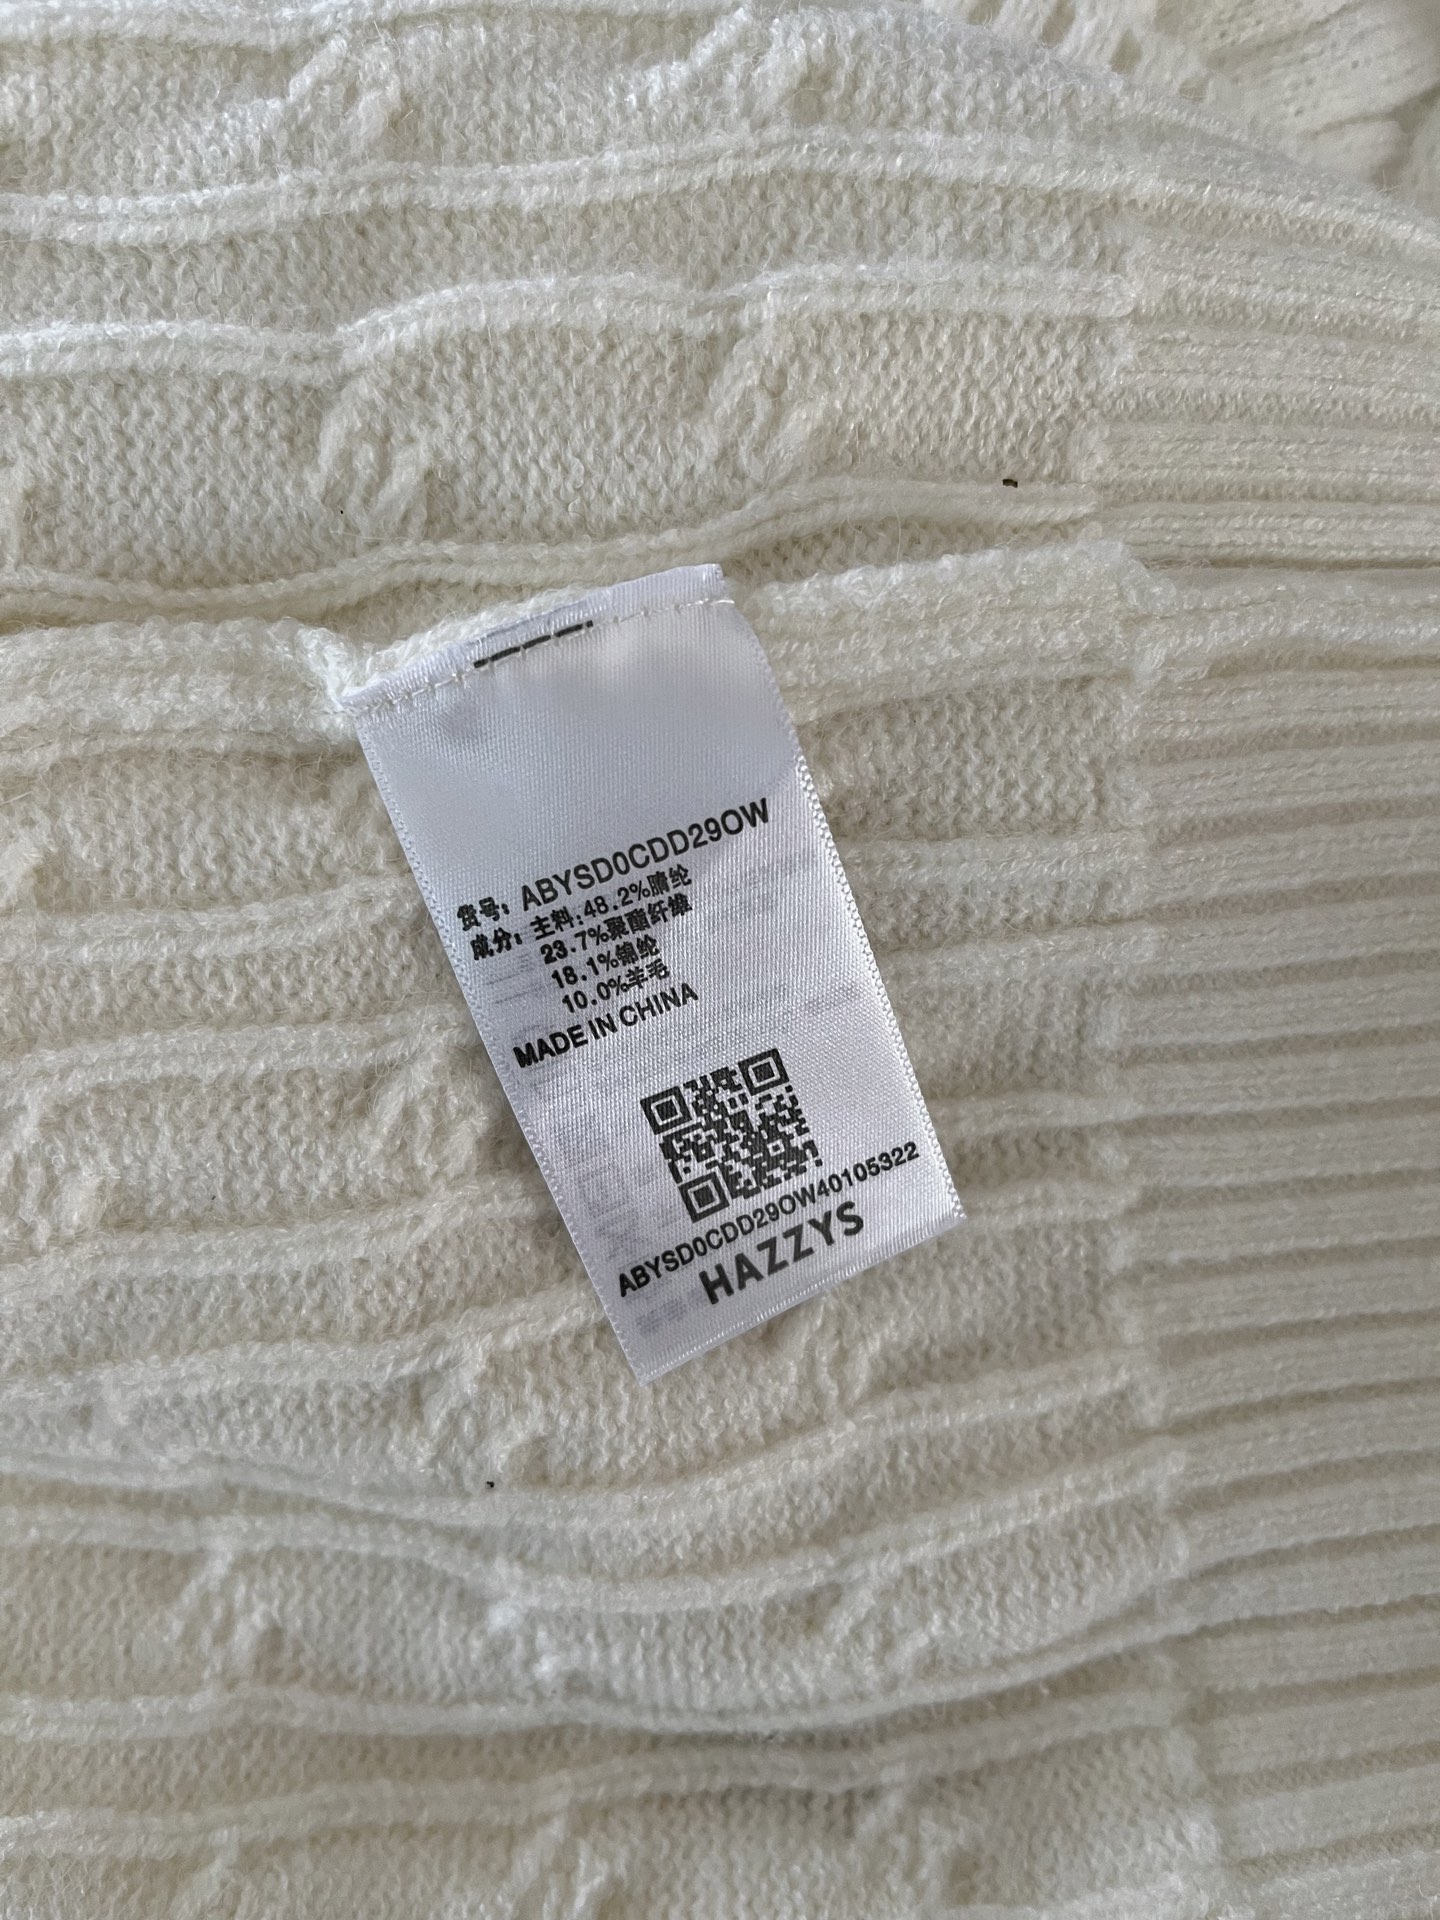 货号: ABYSD0CDD29OW
成分: 主料:48.2%腈纶
23.7%聚酯纤维
18.1%锦纶
10.0%羊毛
MADE IN CHINA
ABYSD0CDD29OW40105322
HAZZYS